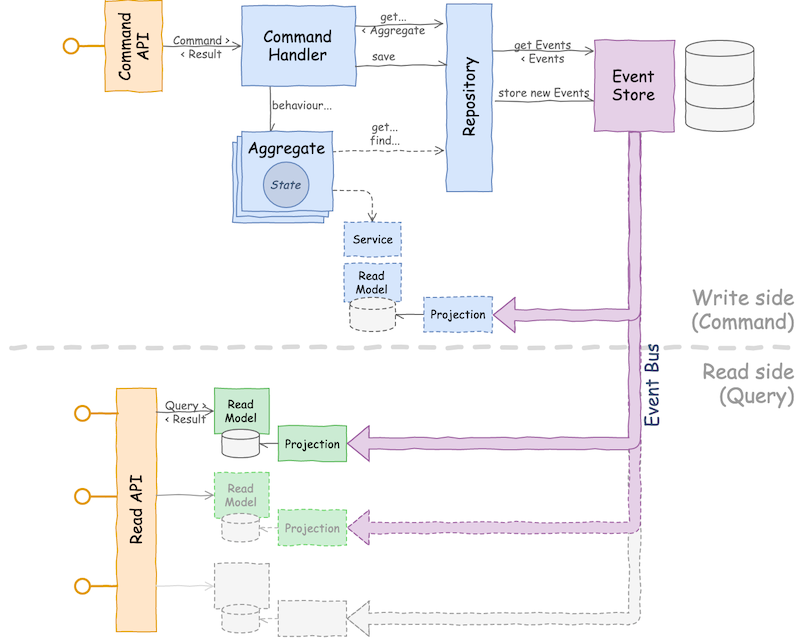 Command
API
Command >
< Result
Command
Handler
get...
< Aggregate
save
Repository
get Events
< Events
store new Events
Event
Store
behaviour...
Aggregate
State
get...
find...
Service
Read
Model
Projection
Write side
(Command)
Event Bus
Read side
(Query)
Read API
Query >
< Result
Read
Model
Projection
Read
Model
Projection